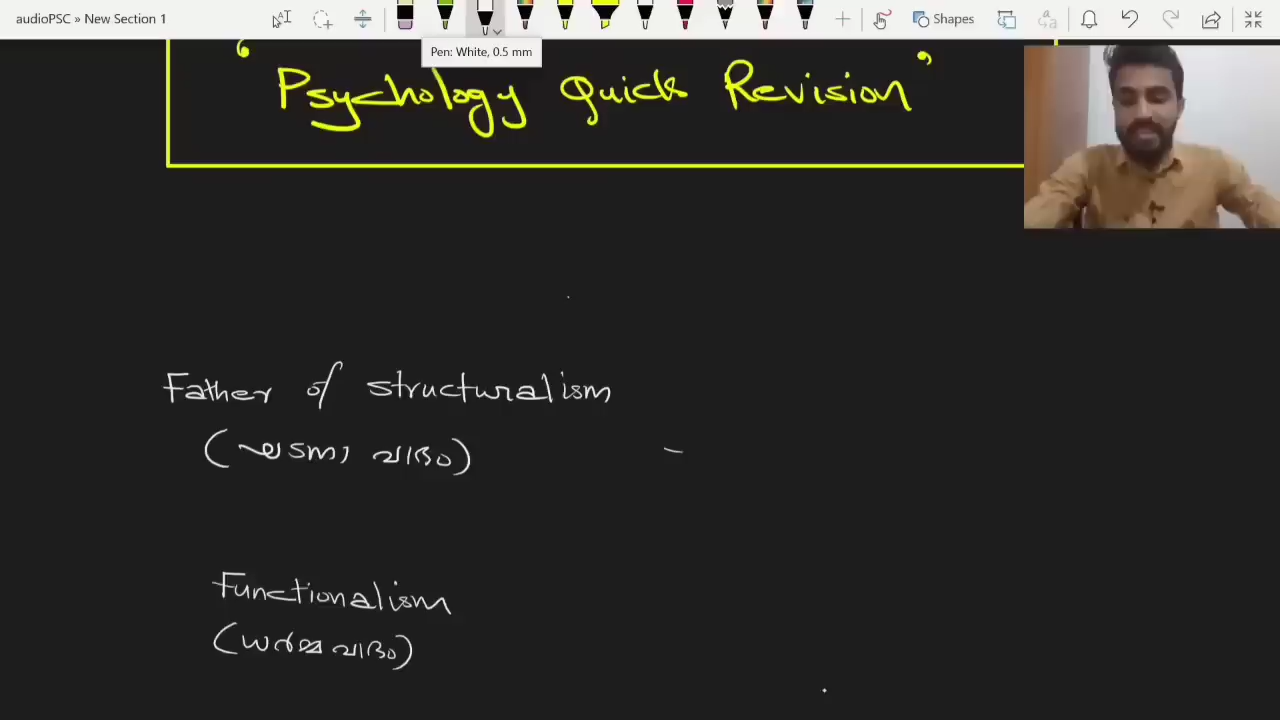 audioPSC » New Section 1
Shapes
Pen: White, 0.5 mm
‘Psychology Quick Revision’
Father of structuralism
(ഘടനാ വാദം)
Functionalism
(ധർമ്മ വാദം)